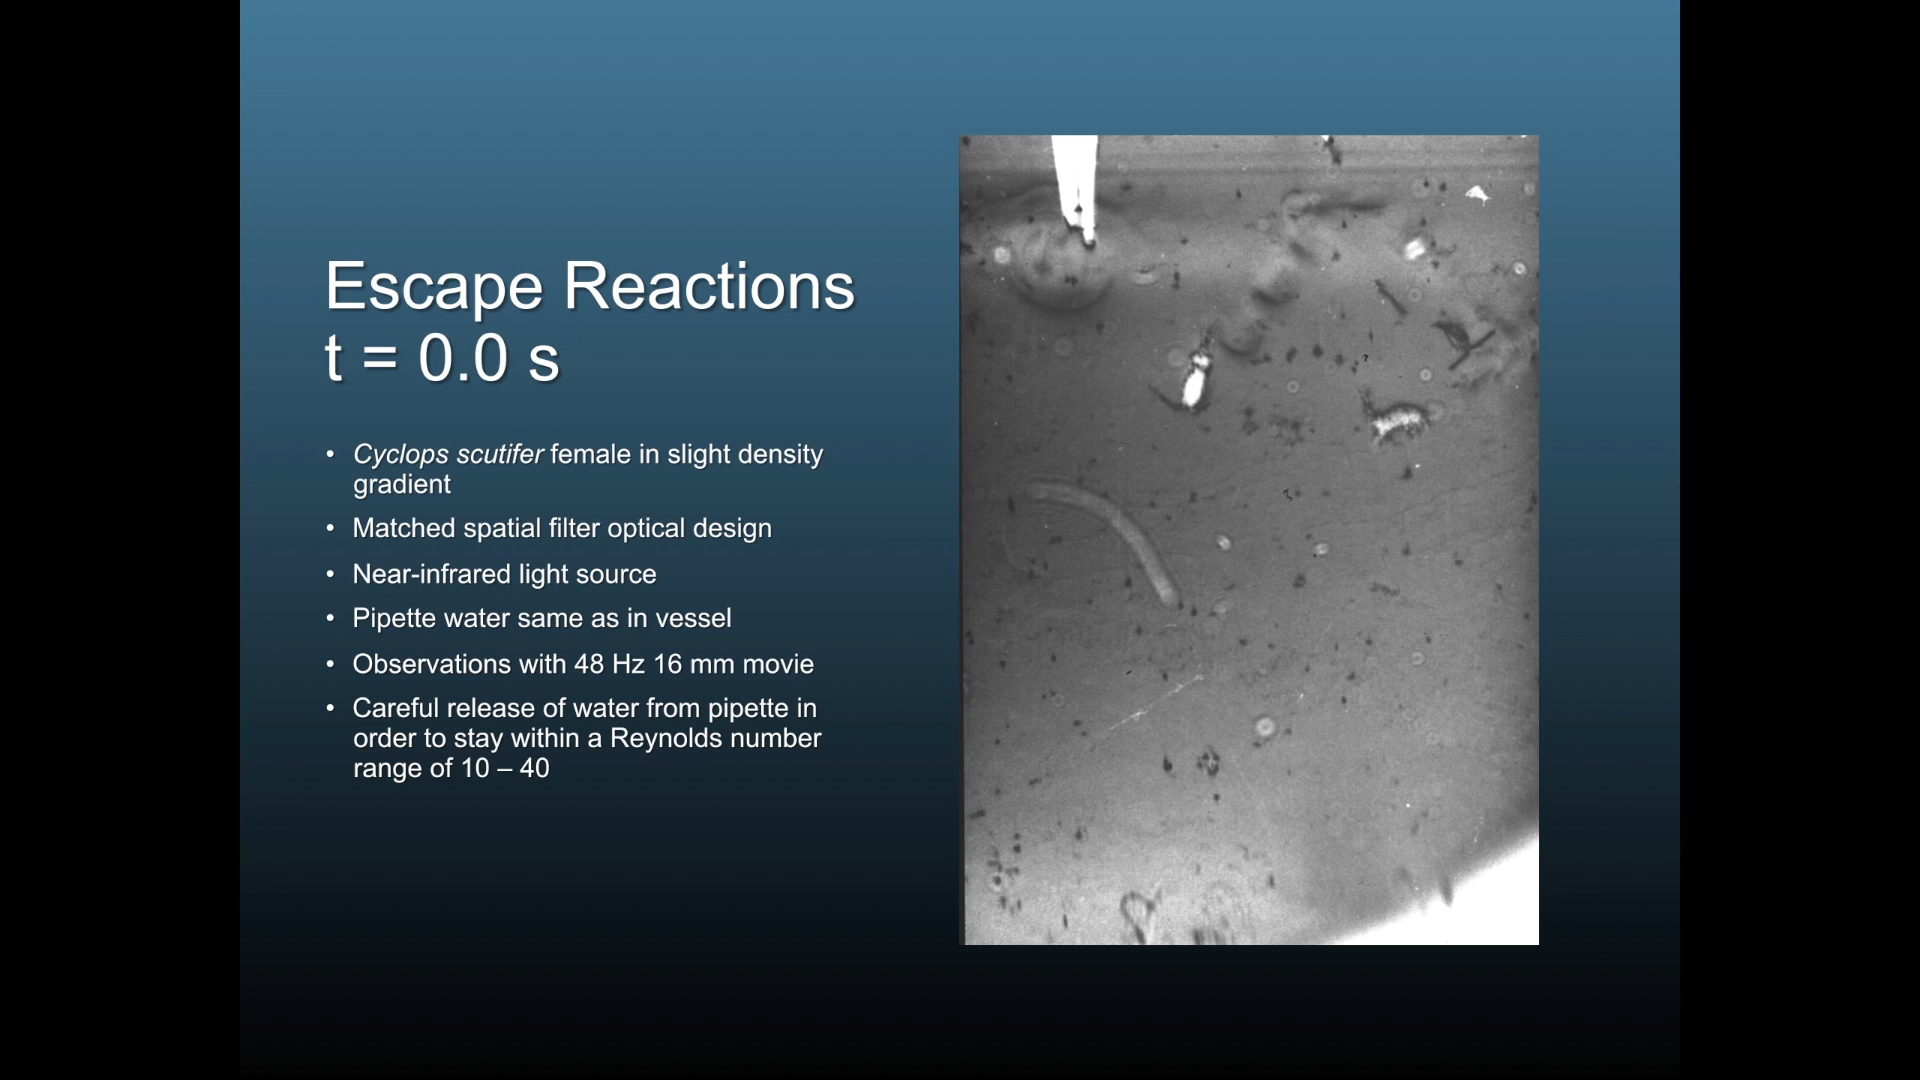 Escape Reactions
t = 0.0 s
• Cyclops scutifer female in slight density
gradient
• Matched spatial filter optical design
• Near-infrared light source
• Pipette water same as in vessel
• Observations with 48 Hz 16 mm movie
• Careful release of water from pipette in
order to stay within a Reynolds number
range of 10 – 40